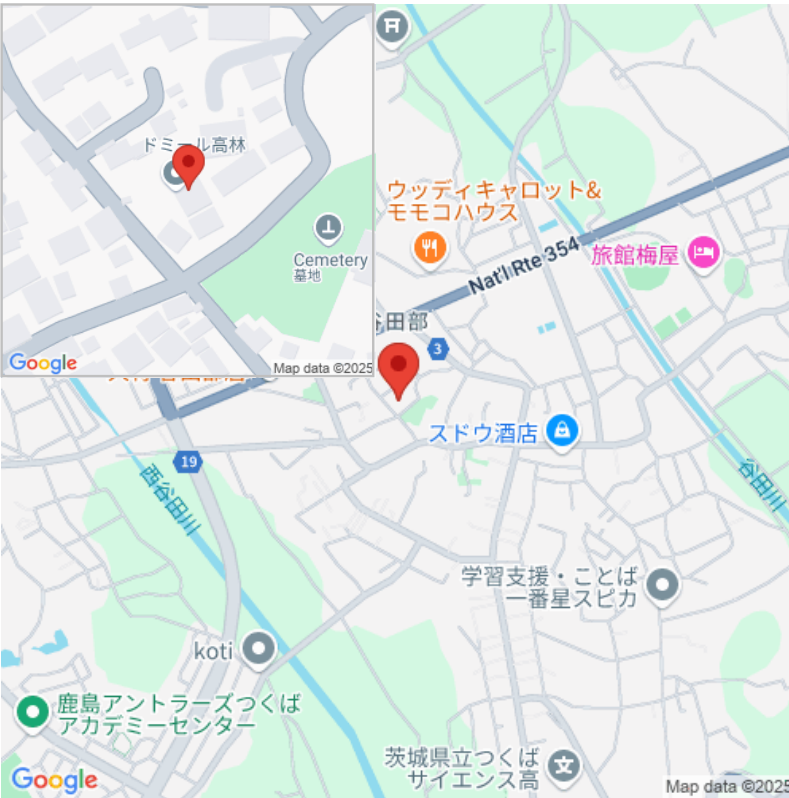 ドミール高林
Cemetery
墓地
Google
Map data ©2025
ウッディキャロット&
モモコハウス
Nat'l Rte 354
旅館梅屋
谷田部
3
スドウ酒店
19
西谷田川
谷田川
学習支援・ことば
一番星スピカ
koti
鹿島アントラーズつくば
アカデミーセンター
茨城県立つくば
サイエンス高
Google
Map data ©2025